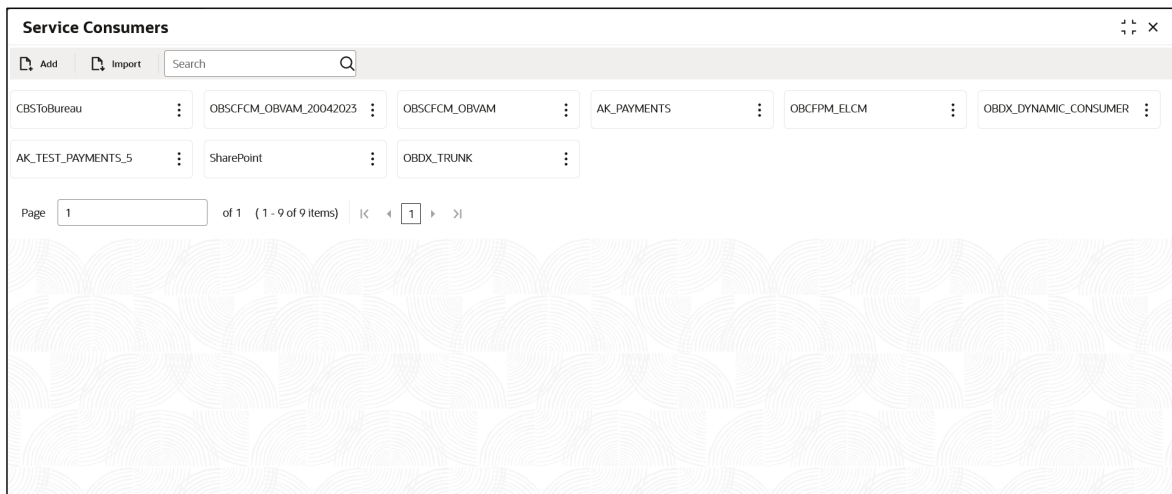 Service Consumers
Add Import Search
CBSToBureau OBSCFCM_OBVAM_20042023 OBSCFCM_OBVAM AK_PAYMENTS OBCFPM_ELCM OBDX_DYNAMIC_CONSUMER
AK_TEST_PAYMENTS_5 SharePoint OBDX_TRUNK
Page 1 of 1 ( 1 - 9 of 9 items) 1